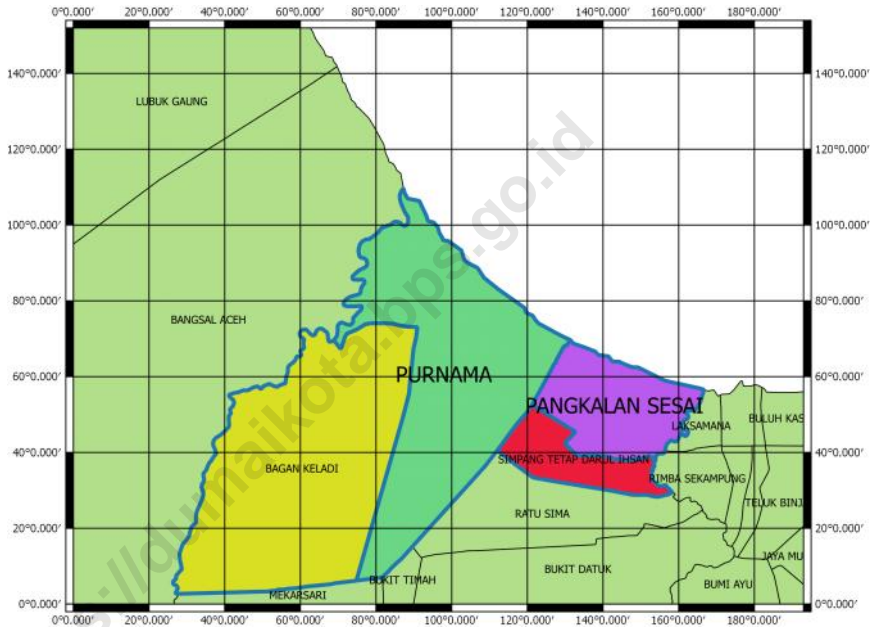 0°0.000' 20°0.000' 40°0.000' 60°0.000' 80°0.000' 100°0.000' 120°0.000' 140°0.000' 160°0.000' 180°0.000'
140°0.000' 140°0.000'
LUBUK GAUNG
120°0.000' 120°0.000'
100°0.000' 100°0.000'
80°0.000' 80°0.000'
BANGSAL ACEH
60°0.000' PURNAMA 60°0.000'
PANGKALAN SESAI
LAKSAMANA BULUH KAS
40°0.000' 40°0.000'
BAGAN KELADI SIMPANG TETAP DARUL IHSAN
RIMBA SEKAMPUNG
TELUK BINJ
RATU SIMA
20°0.000' 20°0.000'
BUKIT TIMAH BUKIT DATUK JAYA MU
MEKARSARI BUMI AYU
0°0.000' 0°0.000'
0°0.000' 20°0.000' 40°0.000' 60°0.000' 80°0.000' 100°0.000' 120°0.000' 140°0.000' 160°0.000' 180°0.000'
s://dumaikota.bps.go.id